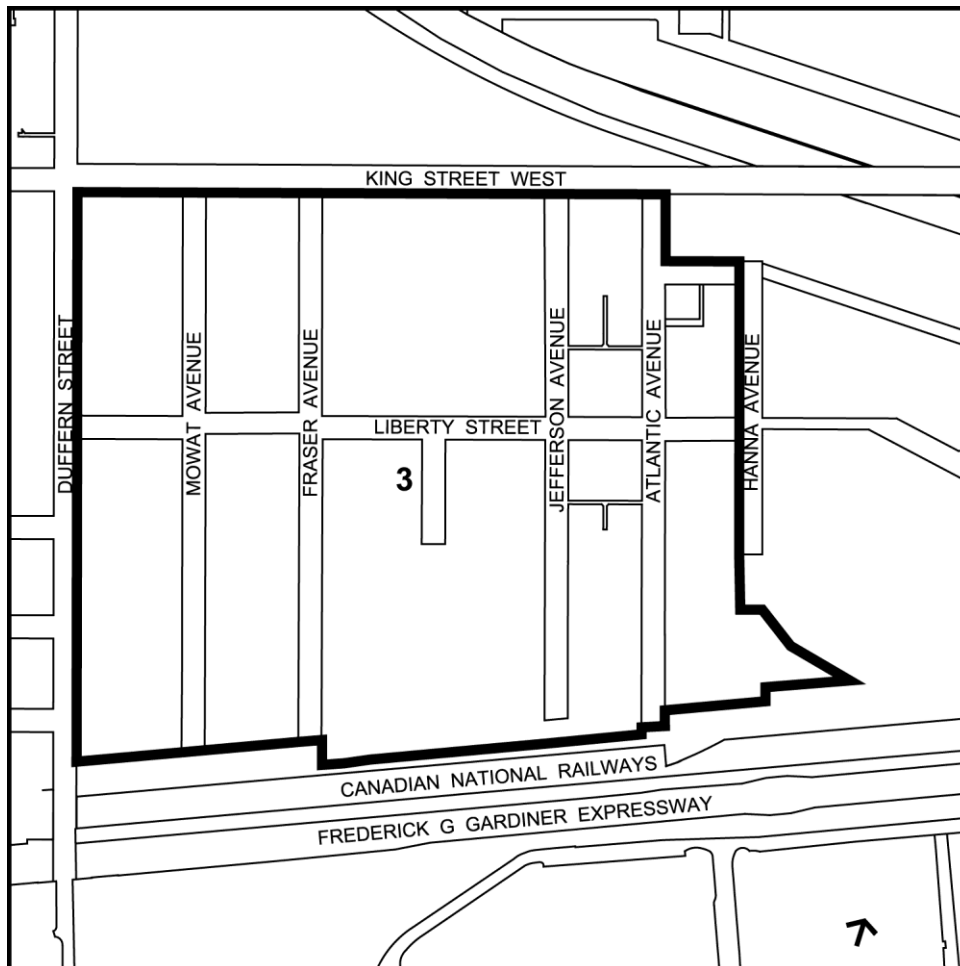 KING STREET WEST
DUFFERN STREET
MOWAT AVENUE
FRASER AVENUE
JEFFERSON AVENUE
ATLANTIC AVENUE
HANNA AVENUE
LIBERTY STREET
3
CANADIAN NATIONAL RAILWAYS
FREDERICK G GARDINER EXPRESSWAY